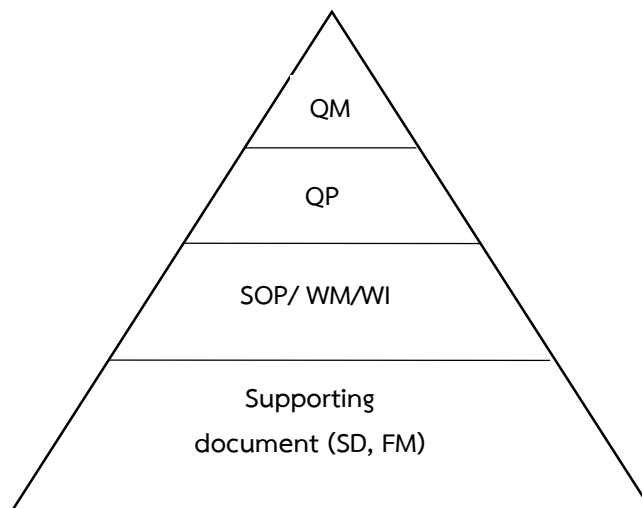 QM
QP
SOP/ WM/WI
Supporting
document (SD, FM)